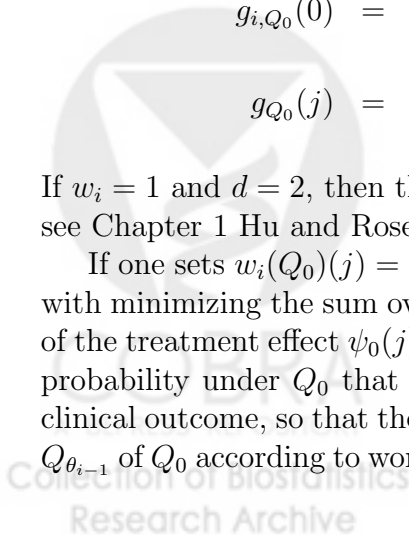 g_{i,Q_0}(0) =
g_{Q_0}(j) =
If w_i = 1 and d = 2, then th
see Chapter 1 Hu and Rose
If one sets w_i(Q_0)(j) =
with minimizing the sum ov
of the treatment effect ψ_0(j
probability under Q_0 that
clinical outcome, so that the
Q_{θ_{i−1}} of Q_0 according to wor
COBRA
Collection of Biostatistics
Research Archive